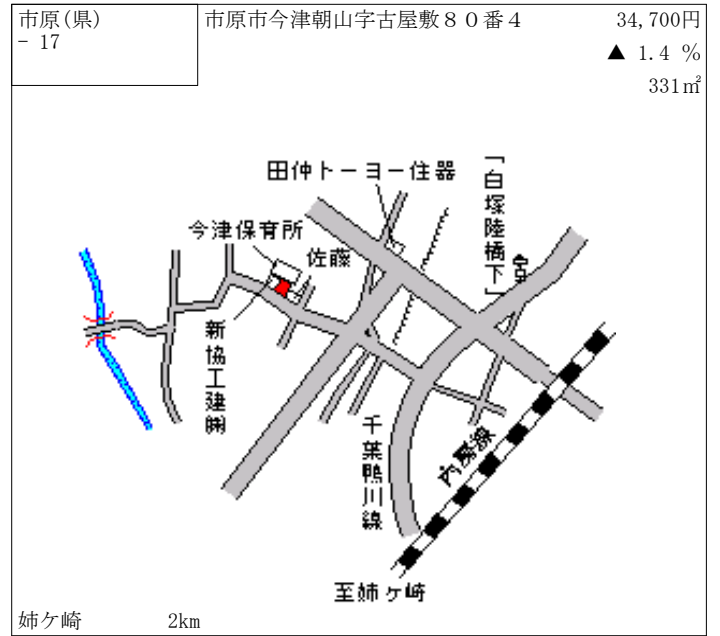 市原(県)
- 17
市原市今津朝山字古屋敷８０番４
34,700円
▲ 1.4 %
331㎡
田仲トーヨー住器
「白塚陸橋下」
今津保育所
佐藤
新協工建㈱
千葉鴨川線
内房線
至姉ヶ崎
姉ケ崎
2km